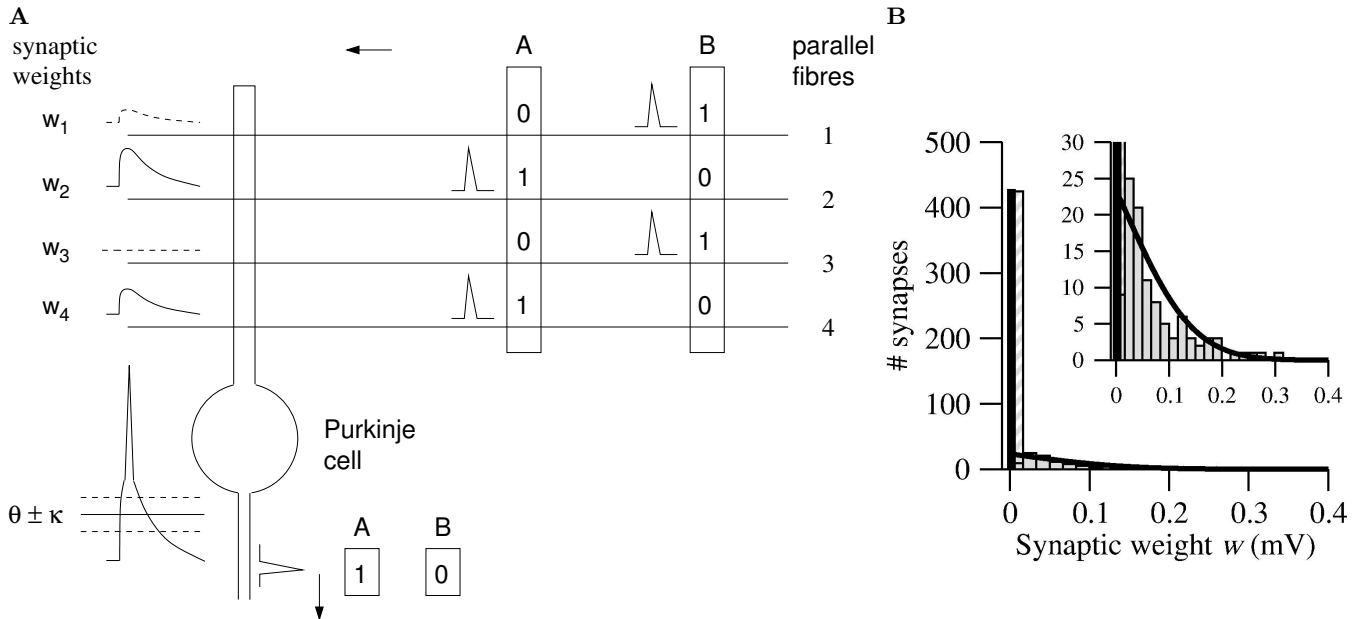 A
synaptic
weights
A
B
parallel
fibres
w1
0
1
1
w2
1
0
2
w3
0
1
3
w4
1
0
4
Purkinje
cell
θ ± κ
A
B
1
0
B
# synapses
500
400
300
200
100
0
0
0.1
0.2
0.3
0.4
Synaptic weight w (mV)
30
25
20
15
10
5
0
0
0.1
0.2
0.3
0.4